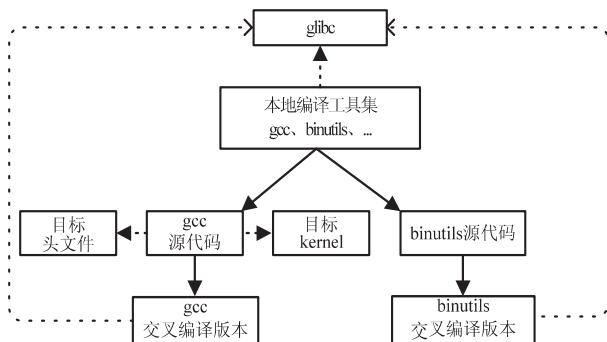 glibc
本地编译工具集
gcc、binutils、...
目标
头文件
gcc
源代码
目标
kernel
binutils源代码
gcc
交叉编译版本
binutils
交叉编译版本